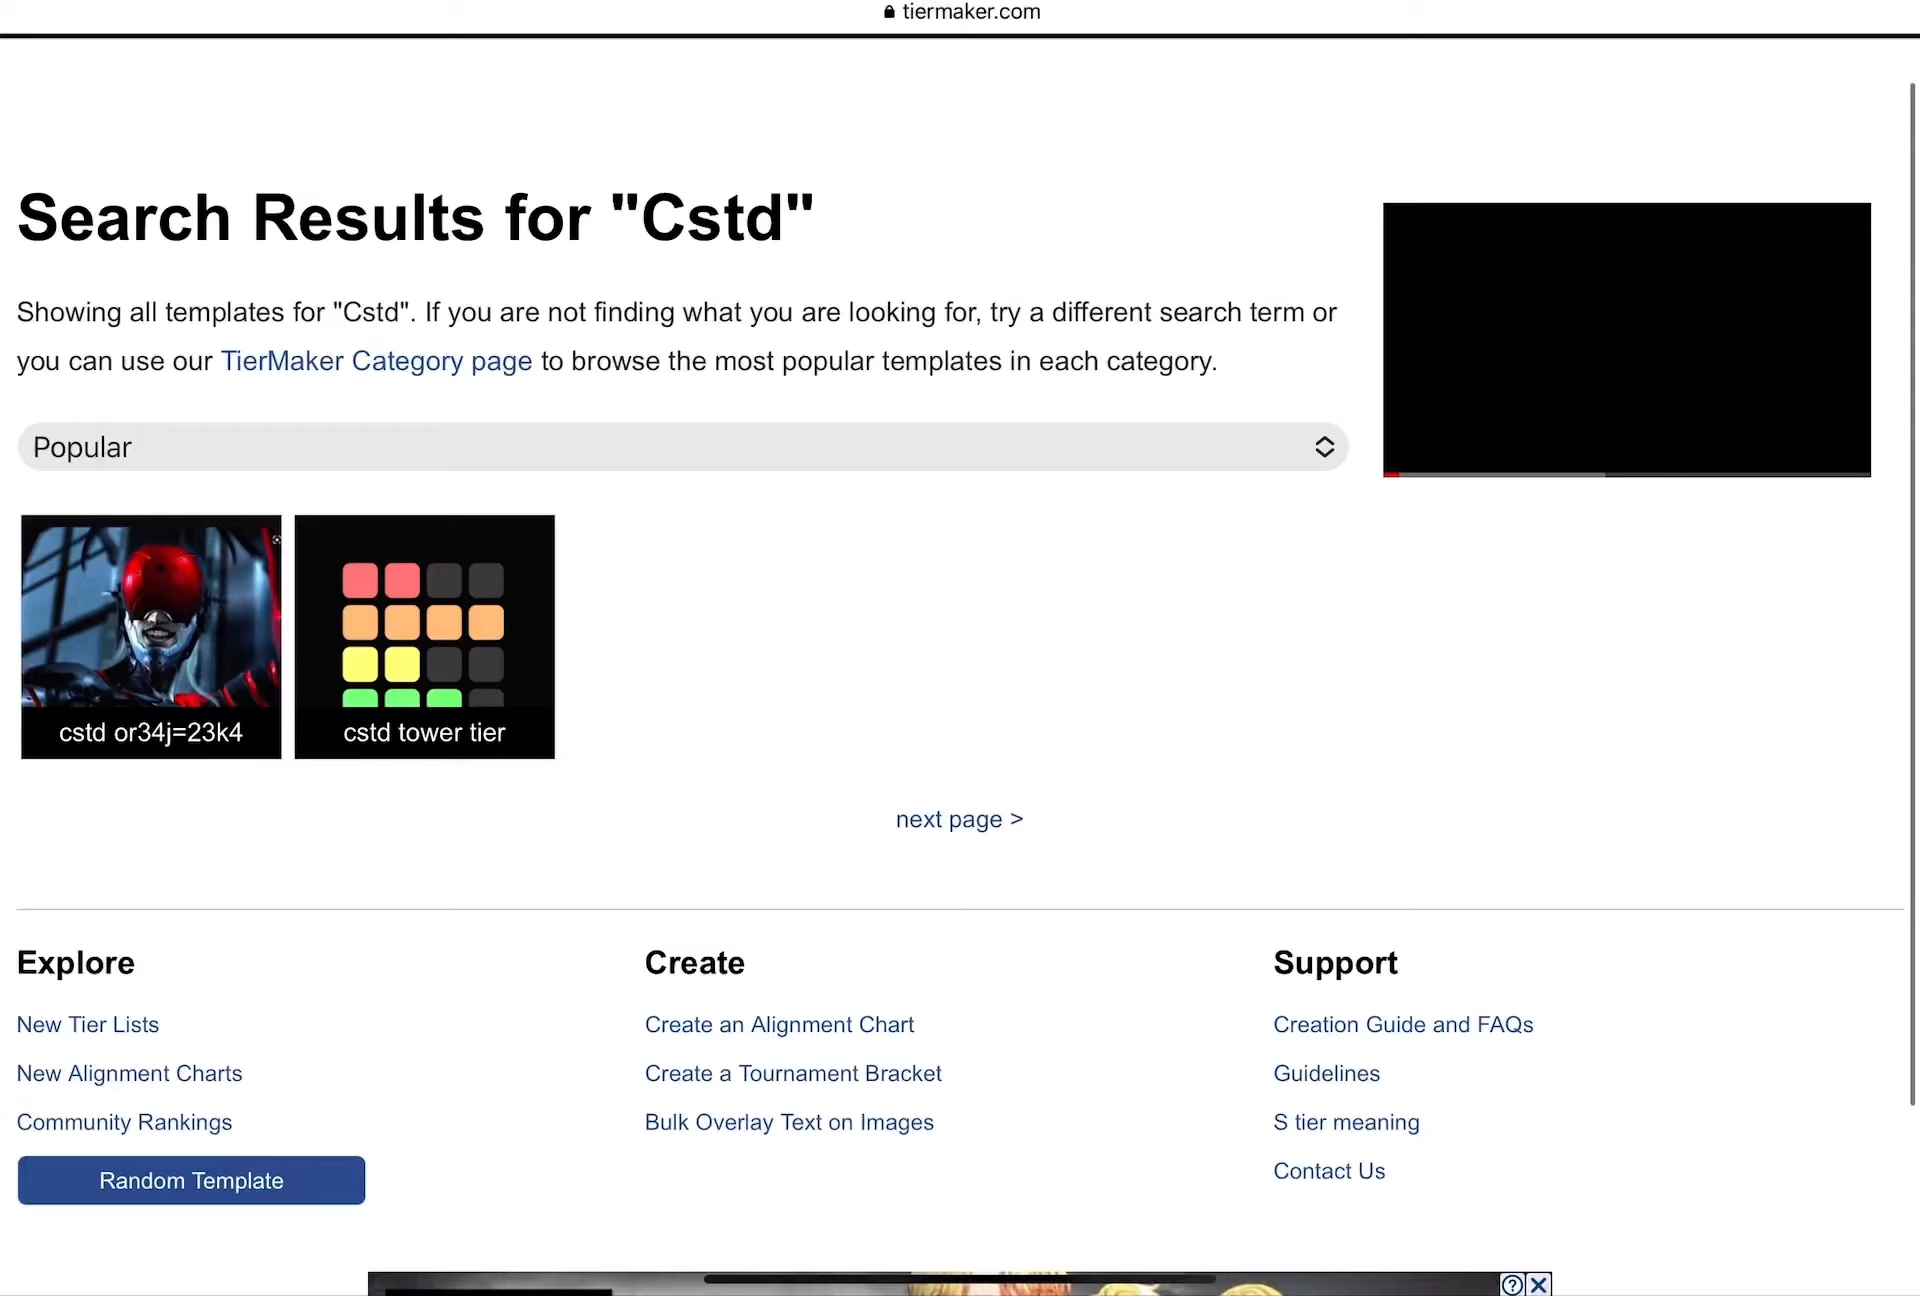 tiermaker.com
Search Results for "Cstd"
Showing all templates for "Cstd". If you are not finding what you are looking for, try a different search term or
you can use our TierMaker Category page to browse the most popular templates in each category.
Popular
cstd or34j=23k4
cstd tower tier
next page >
Explore
New Tier Lists
New Alignment Charts
Community Rankings
Random Template
Create
Create an Alignment Chart
Create a Tournament Bracket
Bulk Overlay Text on Images
Support
Creation Guide and FAQs
Guidelines
S tier meaning
Contact Us